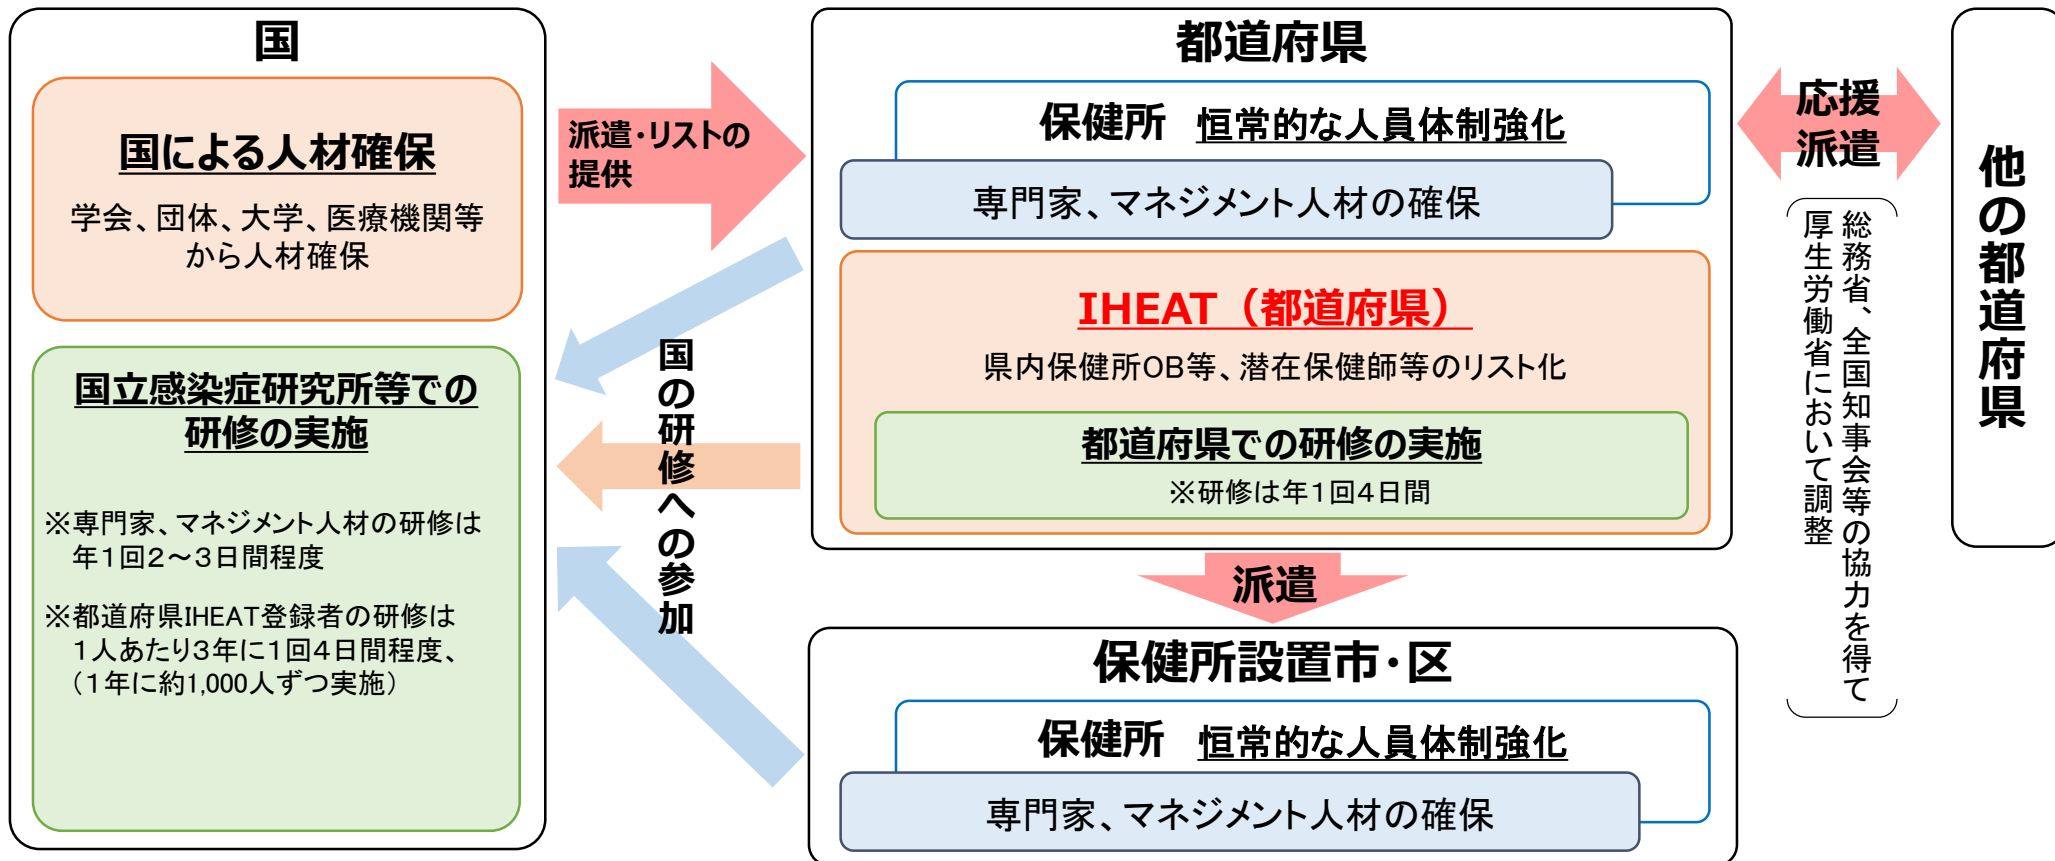 国
国による人材確保
学会、団体、大学、医療機関等
から人材確保
国立感染症研究所等での
研修の実施
※専門家、マネジメント人材の研修は
年1回2～3日間程度
※都道府県IHEAT登録者の研修は
1人あたり3年に1回4日間程度、
（1年に約1,000人ずつ実施）
派遣・リストの
提供
国の研修への参加
都道府県
保健所 恒常的な人員体制強化
専門家、マネジメント人材の確保
IHEAT（都道府県）
県内保健所OB等、潜在保健師等のリスト化
都道府県での研修の実施
※研修は年1回4日間
派遣
保健所設置市・区
保健所 恒常的な人員体制強化
専門家、マネジメント人材の確保
応援
派遣
総務省、全国知事会等の協力を得て
厚生労働省において調整
他の都道府県